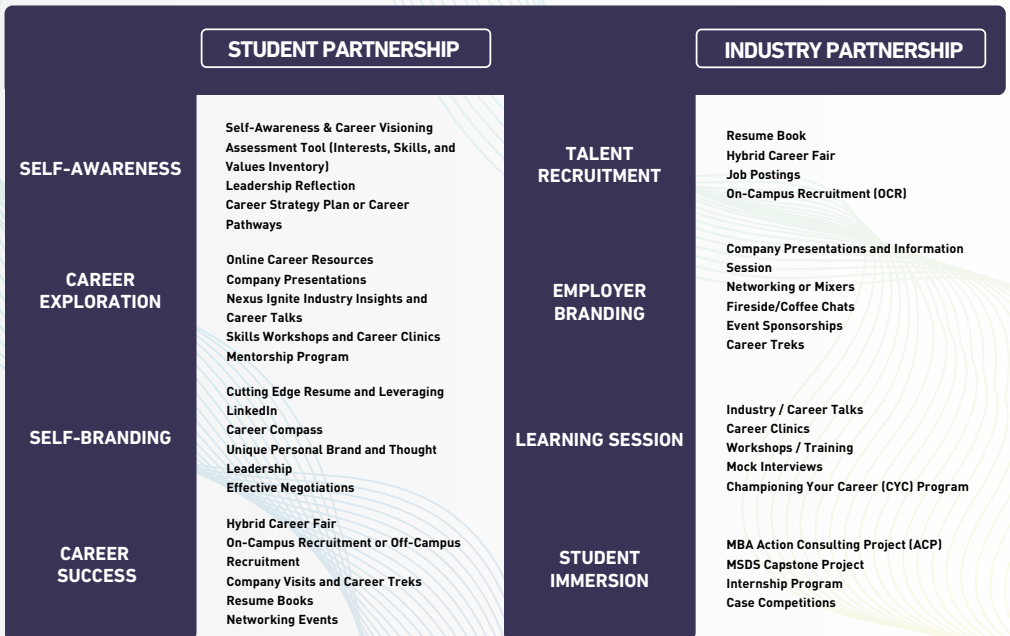 STUDENT PARTNERSHIP
INDUSTRY PARTNERSHIP
SELF-AWARENESS
Self-Awareness & Career Visioning
Assessment Tool (Interests, Skills, and
Values Inventory)
Leadership Reflection
Career Strategy Plan or Career
Pathways
CAREER
EXPLORATION
Online Career Resources
Company Presentations
Nexus Ignite Industry Insights and
Career Talks
Skills Workshops and Career Clinics
Mentorship Program
SELF-BRANDING
Cutting Edge Resume and Leveraging
LinkedIn
Career Compass
Unique Personal Brand and Thought
Leadership
Effective Negotiations
CAREER
SUCCESS
Hybrid Career Fair
On-Campus Recruitment or Off-Campus
Recruitment
Company Visits and Career Treks
Resume Books
Networking Events
TALENT
RECRUITMENT
Resume Book
Hybrid Career Fair
Job Postings
On-Campus Recruitment (OCR)
EMPLOYER
BRANDING
Company Presentations and Information
Session
Networking or Mixers
Fireside/Coffee Chats
Event Sponsorships
Career Treks
LEARNING SESSION
Industry / Career Talks
Career Clinics
Workshops / Training
Mock Interviews
Championing Your Career (CYC) Program
STUDENT
IMMERSION
MBA Action Consulting Project (ACP)
MSDS Capstone Project
Internship Program
Case Competitions